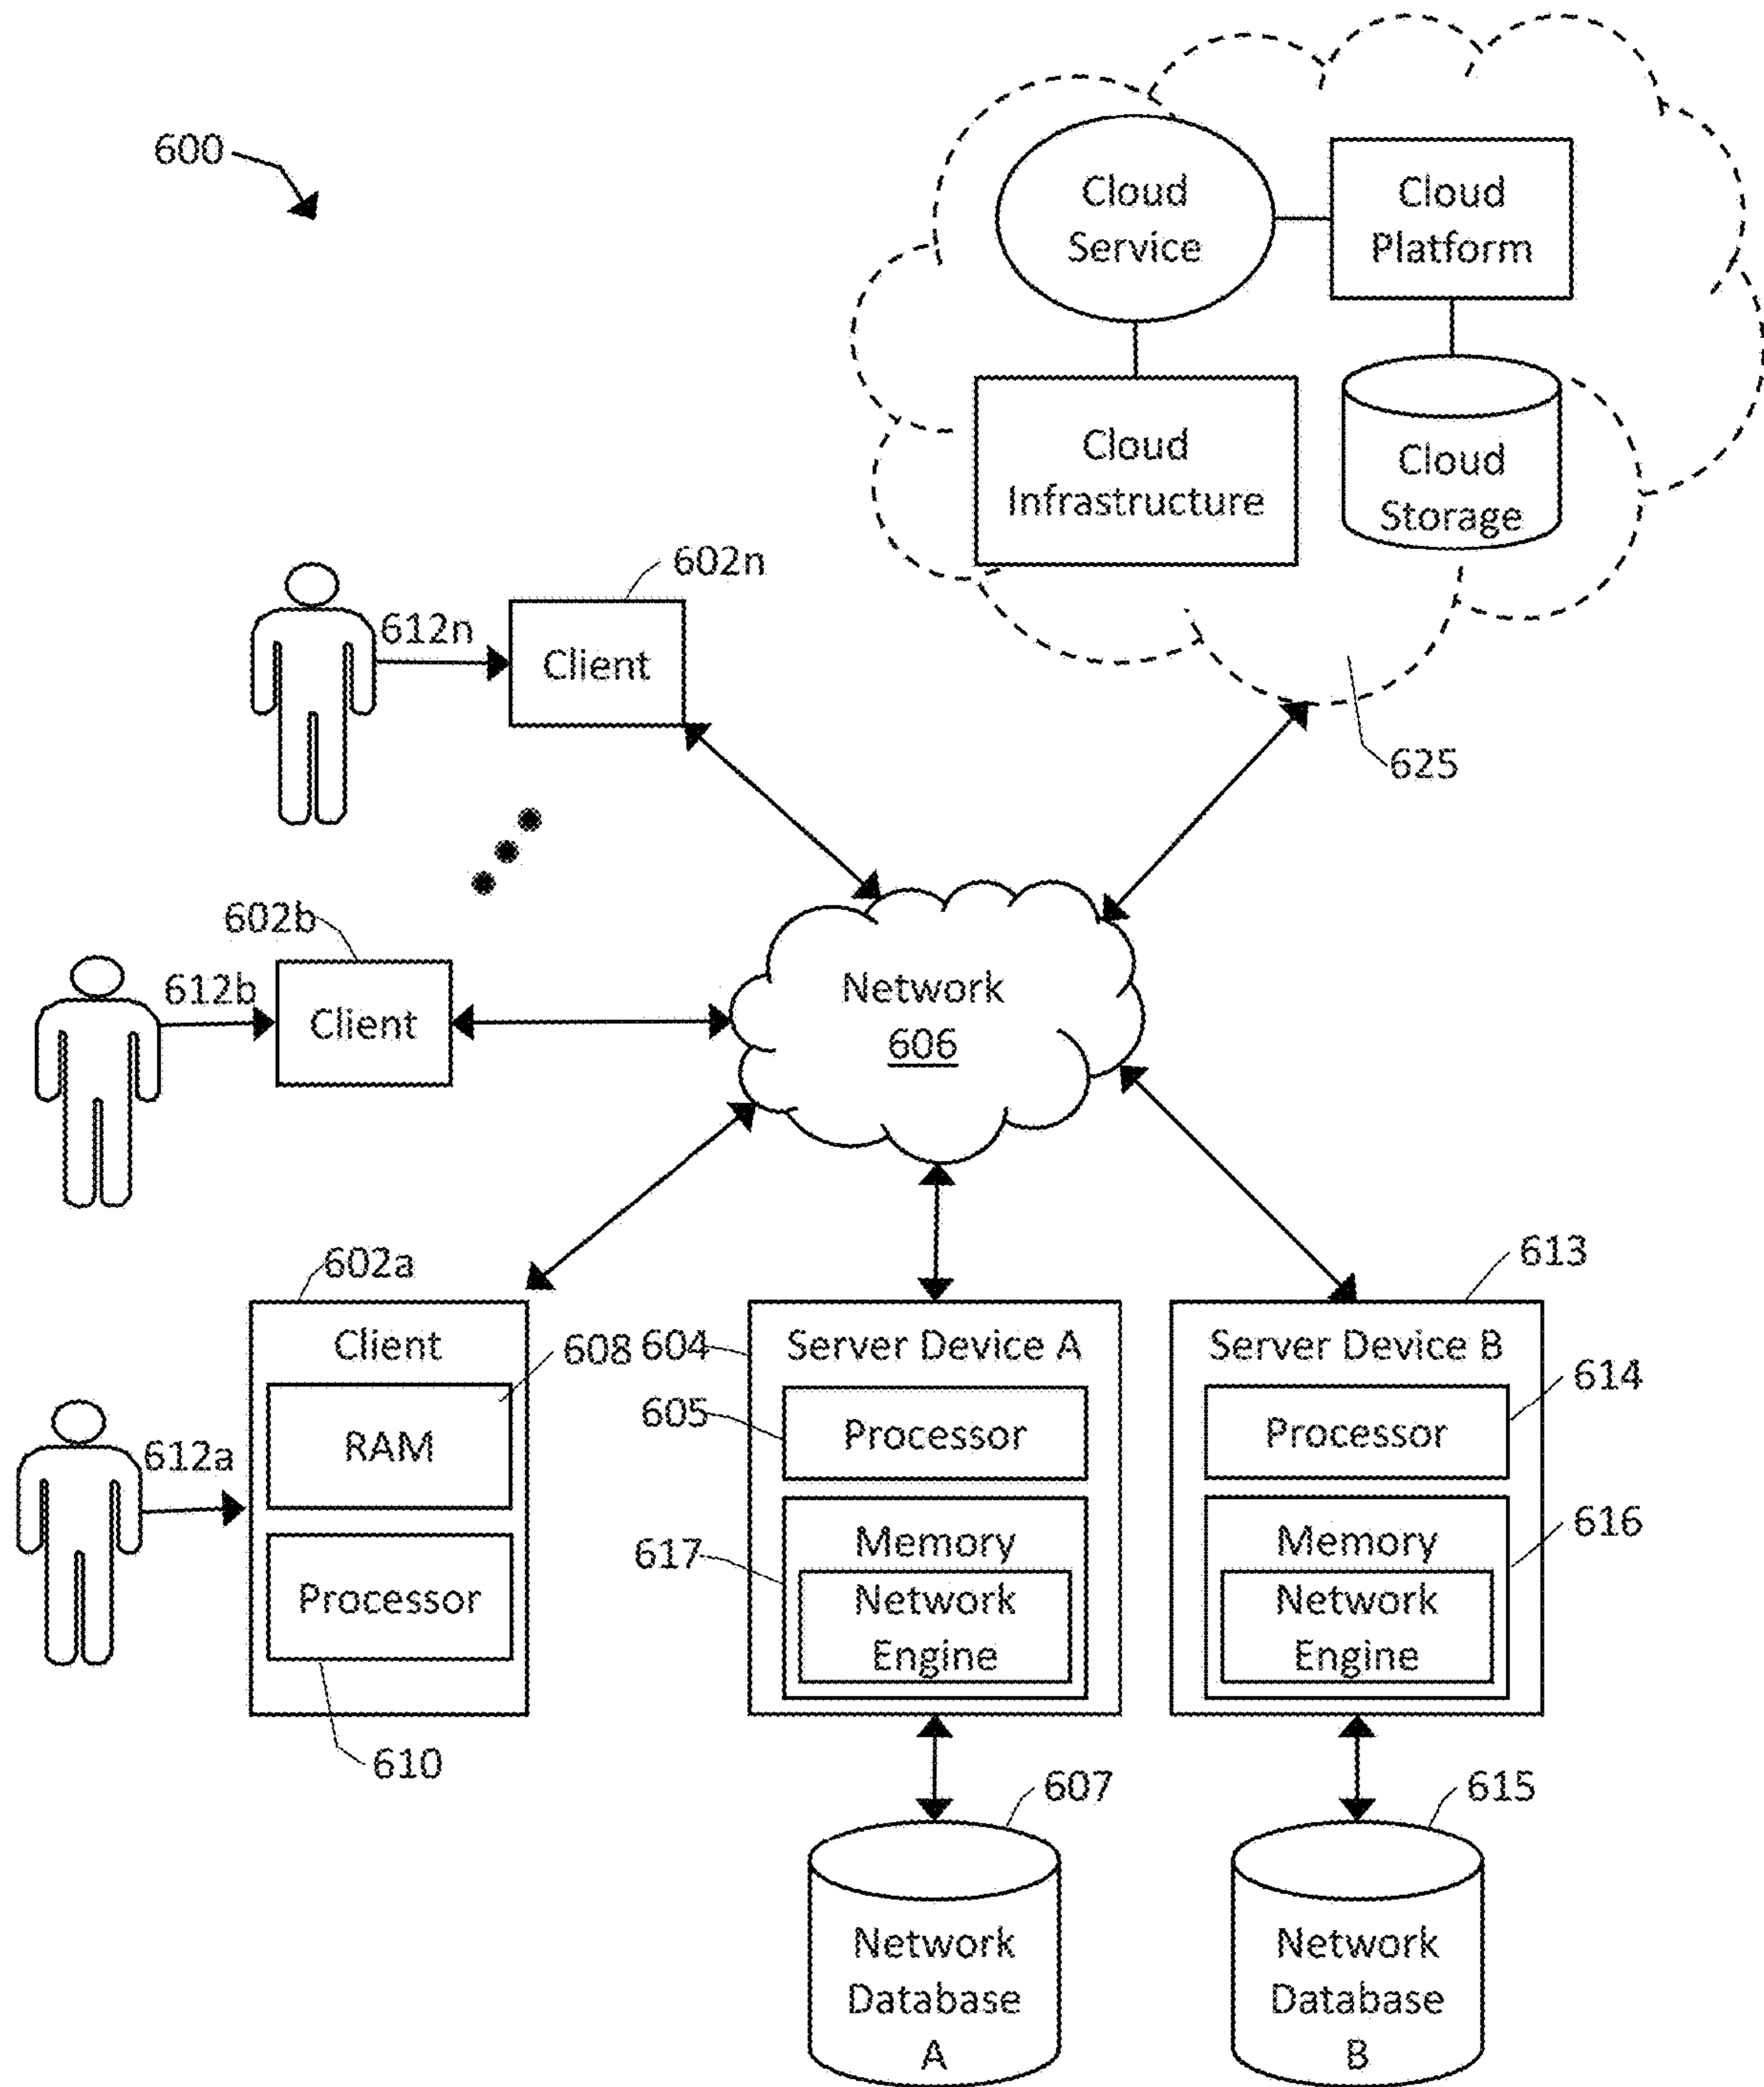 600
Cloud
Service
Cloud
Platform
Cloud
Infrastructure
Cloud
Storage
602n
612n
Client
625
602b
612b
Client
Network
606
602a
Client
608
RAM
612a
Processor
610
604
Server Device A
605
Processor
617
Memory
Network
Engine
613
Server Device B
614
Processor
616
Memory
Network
Engine
607
Network
Database
A
615
Network
Database
B